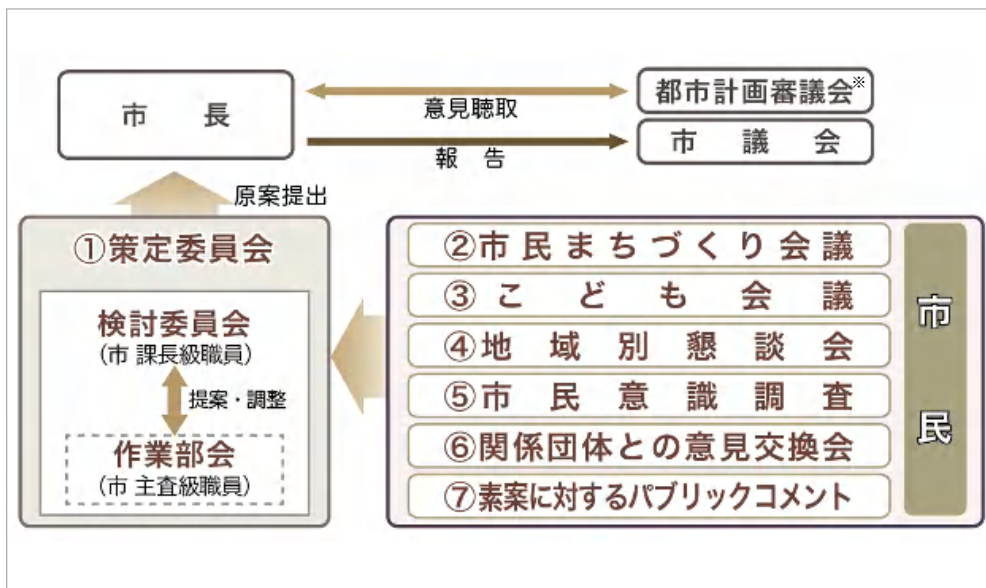 市長
意見聴取
都市計画審議会※
報告
市議会
原案提出
①策定委員会
検討委員会
(市 課長級職員)
提案・調整
作業部会
(市 主査級職員)
②市民まちづくり会議
③こども会議
④地域別懇談会
⑤市民意識調査
⑥関係団体との意見交換会
⑦素案に対するパブリックコメント
市民